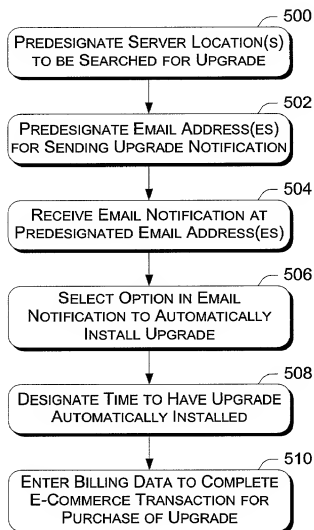 500
PREDESIGNATE SERVER LOCATION(S)
TO BE SEARCHED FOR UPGRADE
502
PREDESIGNATE EMAIL ADDRESS(ES)
FOR SENDING UPGRADE NOTIFICATION
504
RECEIVE EMAIL NOTIFICATION AT
PREDESIGNATED EMAIL ADDRESS(ES)
506
SELECT OPTION IN EMAIL
NOTIFICATION TO AUTOMATICALLY
INSTALL UPGRADE
508
DESIGNATE TIME TO HAVE UPGRADE
AUTOMATICALLY INSTALLED
510
ENTER BILLING DATA TO COMPLETE
E-COMMERCE TRANSACTION FOR
PURCHASE OF UPGRADE